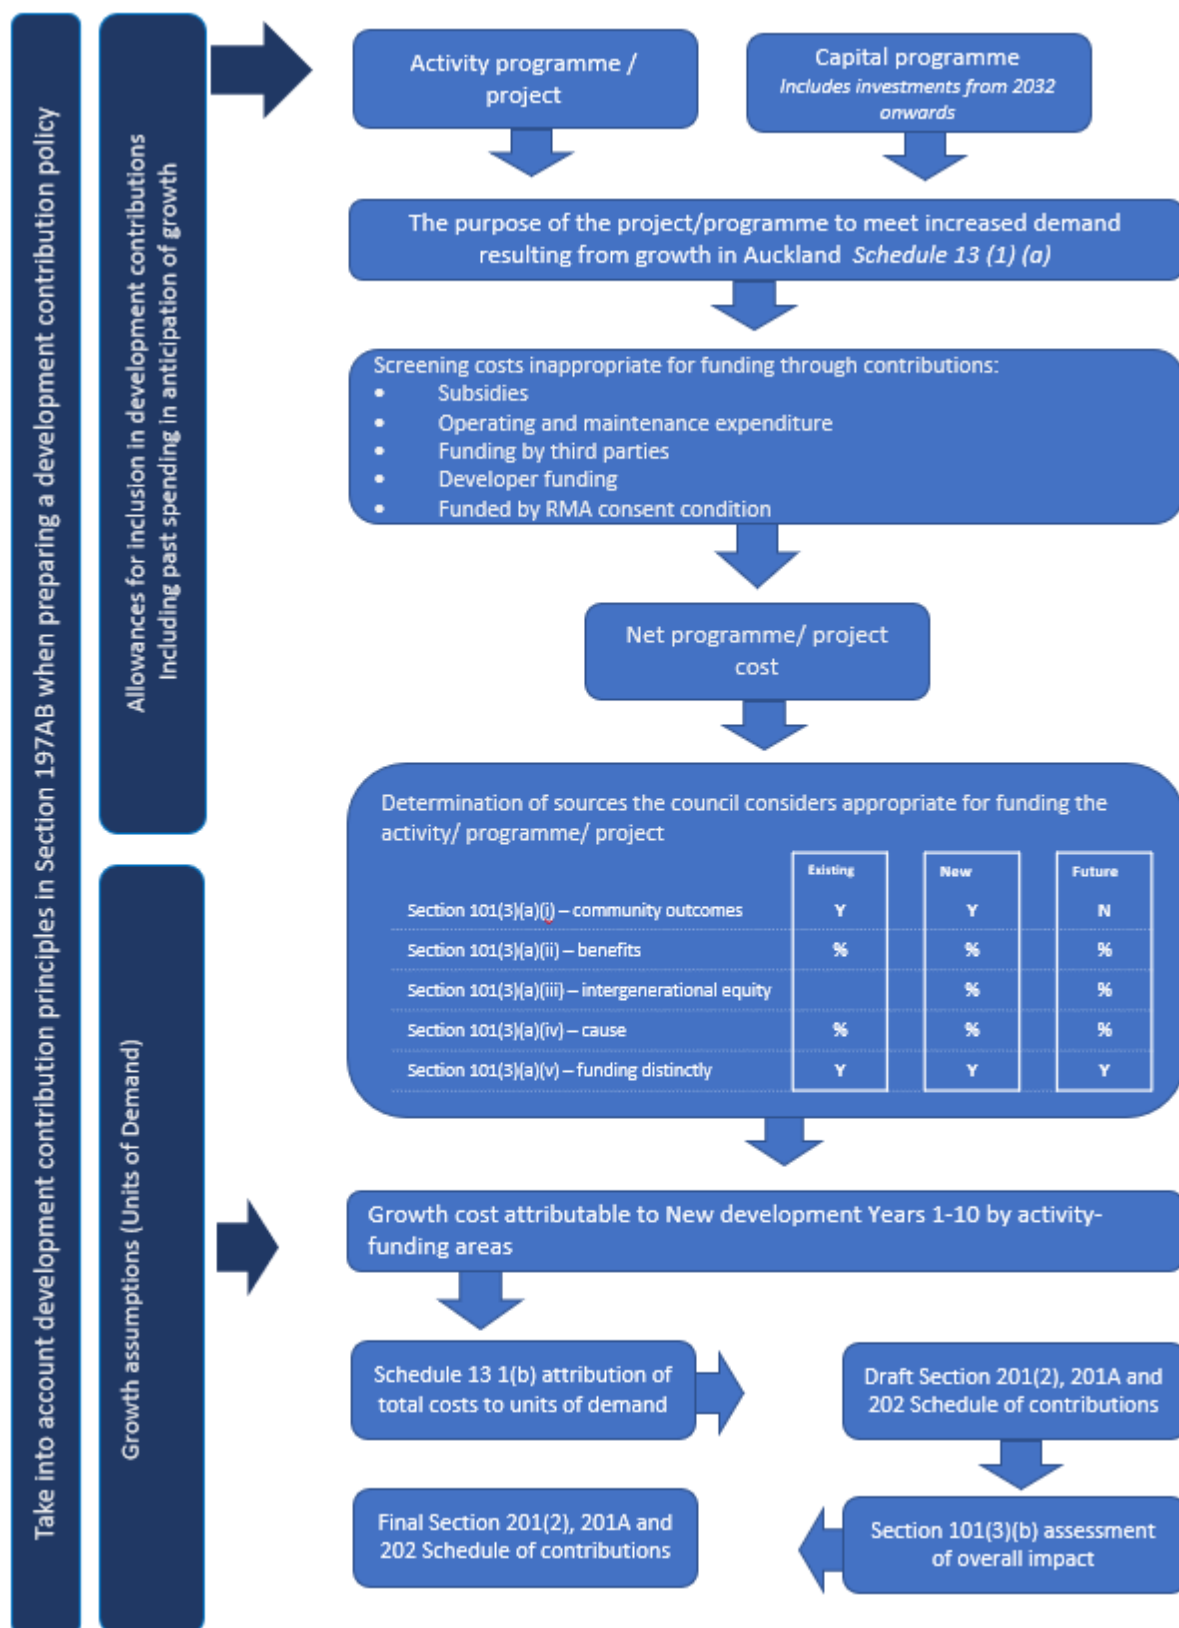 Take into account development contribution principles in Section 197AB when preparing a development contribution policy
Allowances for inclusion in development contributions
Including past spending in anticipation of growth
Growth assumptions (Units of Demand)
Activity programme /
project
Capital programme
Includes investments from 2032
onwards
The purpose of the project/programme to meet increased demand
resulting from growth in Auckland Schedule 13 (1) (a)
Screening costs inappropriate for funding through contributions:
• Subsidies
• Operating and maintenance expenditure
• Funding by third parties
• Developer funding
• Funded by RMA consent condition
Net programme/ project
cost
Determination of sources the council considers appropriate for funding the
activity/ programme/ project
Existing New Future
Section 101(3)(a)(i) – community outcomes Y Y N
Section 101(3)(a)(ii) – benefits % % %
Section 101(3)(a)(iii) – intergenerational equity % %
Section 101(3)(a)(iv) – cause % % %
Section 101(3)(a)(v) – funding distinctly Y Y Y
Growth cost attributable to New development Years 1-10 by activity-
funding areas
Schedule 13 1(b) attribution of
total costs to units of demand
Draft Section 201(2), 201A and
202 Schedule of contributions
Section 101(3)(b) assessment
of overall impact
Final Section 201(2), 201A and
202 Schedule of contributions